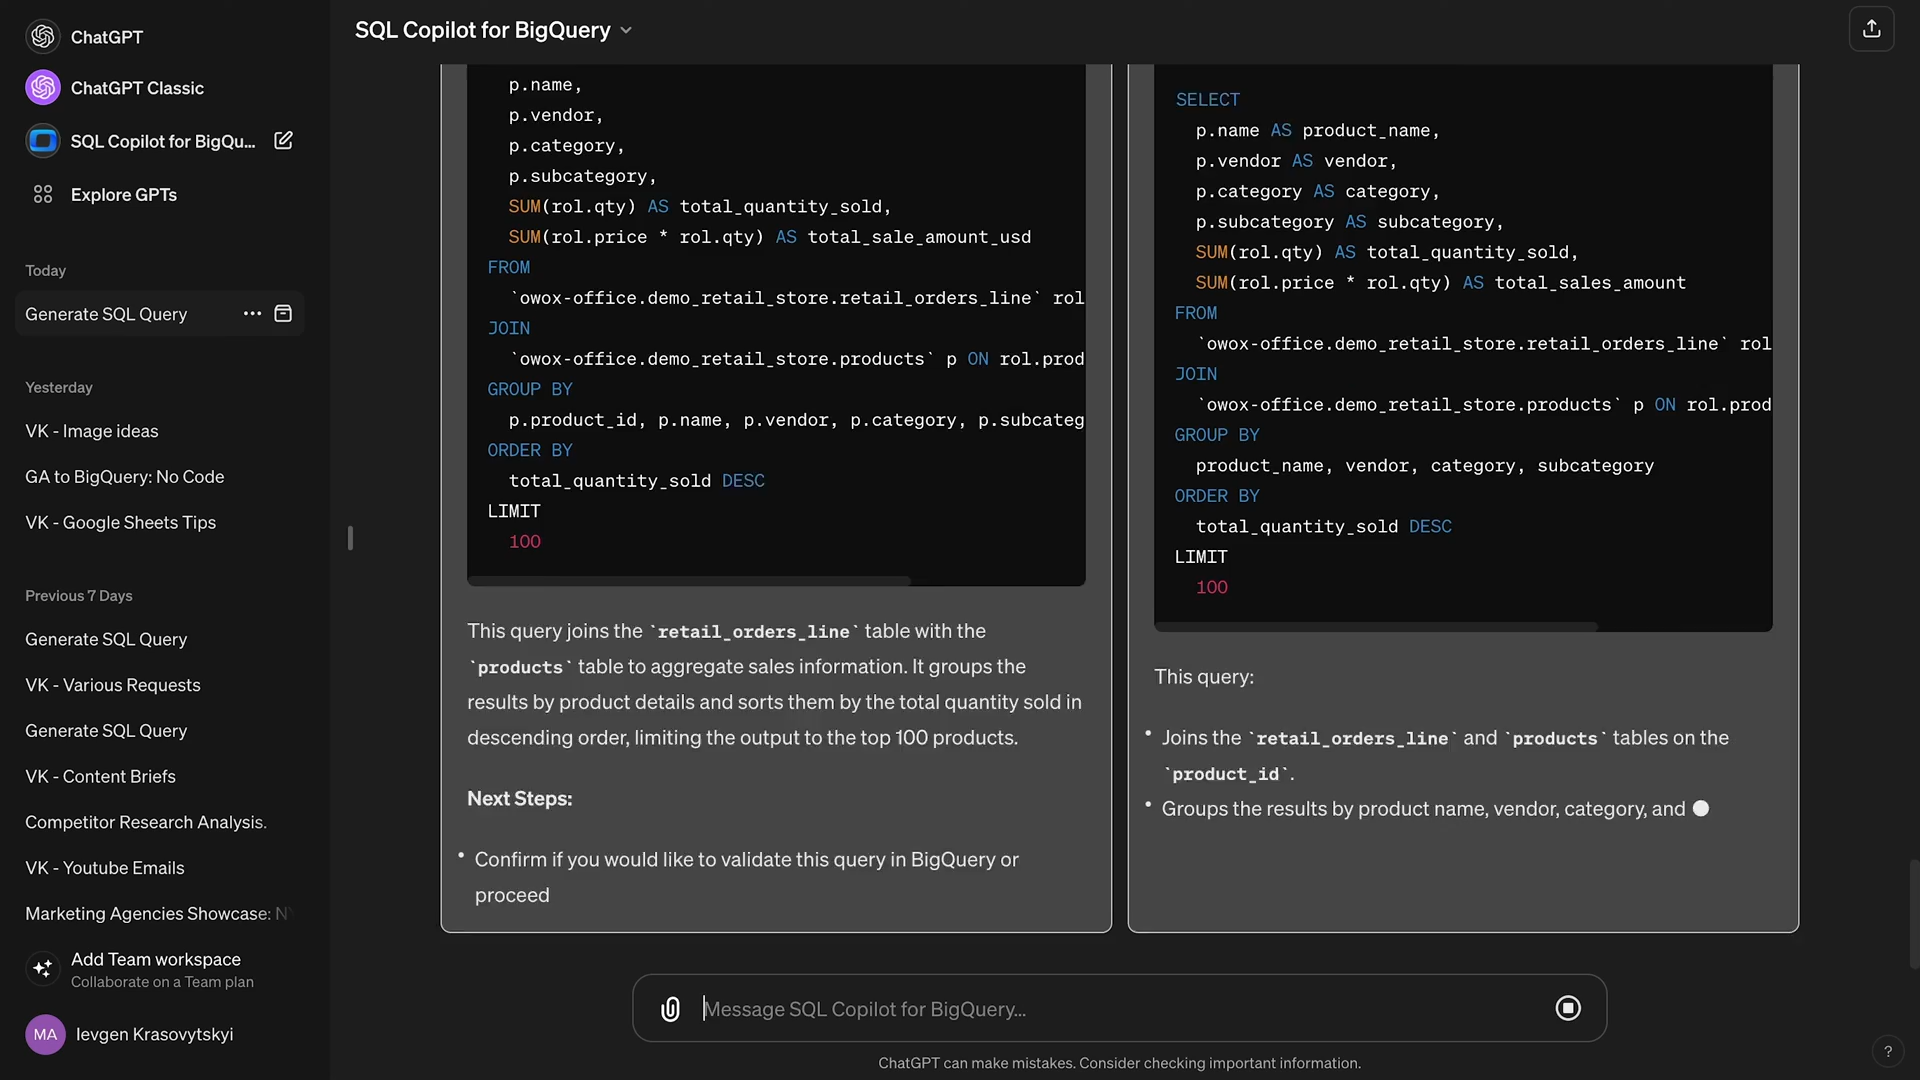 ChatGPT
ChatGPT Classic
SQL Copilot for BigQu...
Explore GPTs
Today
Generate SQL Query
Yesterday
VK - Image ideas
GA to BigQuery: No Code
VK - Google Sheets Tips
Previous 7 Days
Generate SQL Query
VK - Various Requests
Generate SQL Query
VK - Content Briefs
Competitor Research Analysis.
VK - Youtube Emails
Marketing Agencies Showcase: NY
Add Team workspace
Collaborate on a Team plan
MA
Ievgen Krasovytskyi
SQL Copilot for BigQuery
p.name,
p.vendor,
p.category,
p.subcategory,
SUM(rol.qty) AS total_quantity_sold,
SUM(rol.price * rol.qty) AS total_sale_amount_usd
FROM
`owox-office.demo_retail_store.retail_orders_line` rol
JOIN
`owox-office.demo_retail_store.products` p ON rol.prod
GROUP BY
p.product_id, p.name, p.vendor, p.category, p.subcateg
ORDER BY
total_quantity_sold DESC
LIMIT
100
This query joins the `retail_orders_line` table with the
`products` table to aggregate sales information. It groups the
results by product details and sorts them by the total quantity sold in
descending order, limiting the output to the top 100 products.
Next Steps:
• Confirm if you would like to validate this query in BigQuery or
proceed
SELECT
p.name AS product_name,
p.vendor AS vendor,
p.category AS category,
p.subcategory AS subcategory,
SUM(rol.qty) AS total_quantity_sold,
SUM(rol.price * rol.qty) AS total_sales_amount
FROM
`owox-office.demo_retail_store.retail_orders_line` rol
JOIN
`owox-office.demo_retail_store.products` p ON rol.prod
GROUP BY
product_name, vendor, category, subcategory
ORDER BY
total_quantity_sold DESC
LIMIT
100
This query:
• Joins the `retail_orders_line` and `products` tables on the
`product_id`.
• Groups the results by product name, vendor, category, and
Message SQL Copilot for BigQuery...
ChatGPT can make mistakes. Consider checking important information.
?